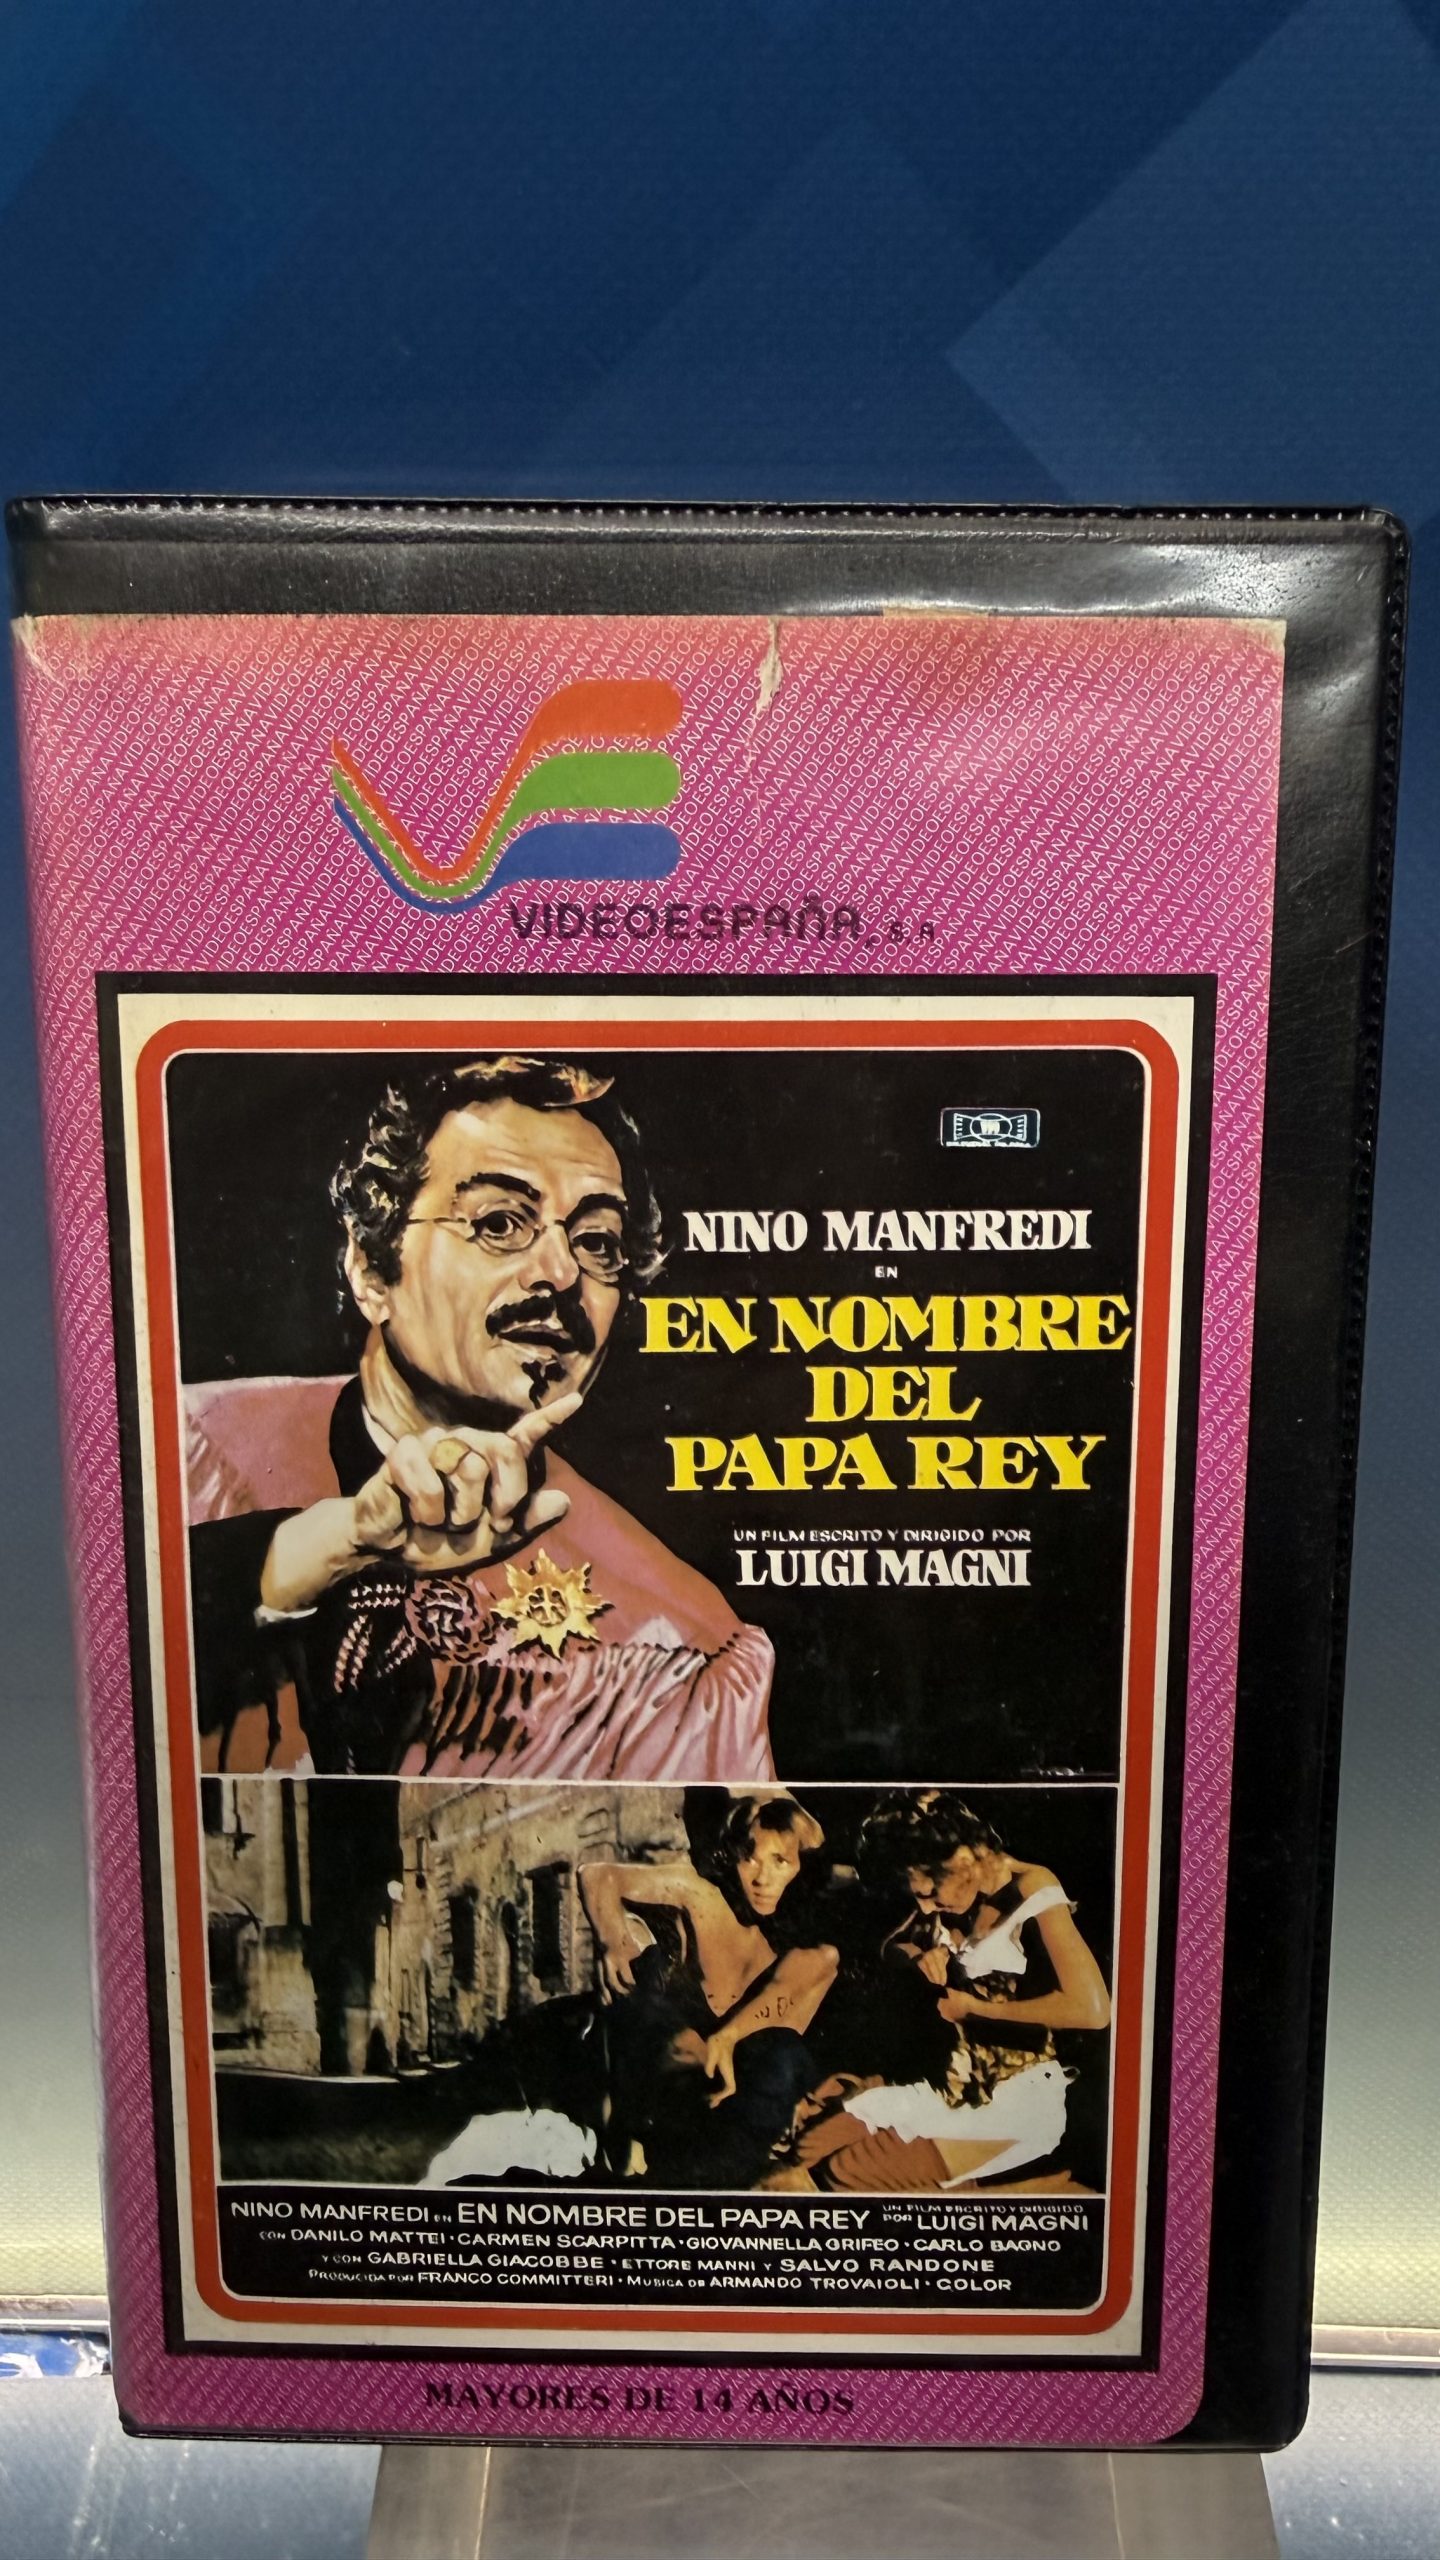 VIDEOESPAÑA, S.A
NINO MANFREDI
EN
EN NOMBRE
DEL
PAPA REY
UN FILM ESCRITO Y DIRIGIDO POR
LUIGI MAGNI
NINO MANFREDI EN EN NOMBRE DEL PAPA REY UN FILM ESCRITO Y DIRIGIDO POR LUIGI MAGNI
CON DANILO MATTEI · CARMEN SCARPITTA · GIOVANNELLA GRIFEO · CARLO BAGNO
Y CON GABRIELLA GIACOBBE · ETTORE MANNI Y SALVO RANDONE
PRODUCIDA POR FRANCO COMMITTERI · MUSICA DE ARMANDO TROVAIOLI · COLOR
MAYORES DE 14 AÑOS